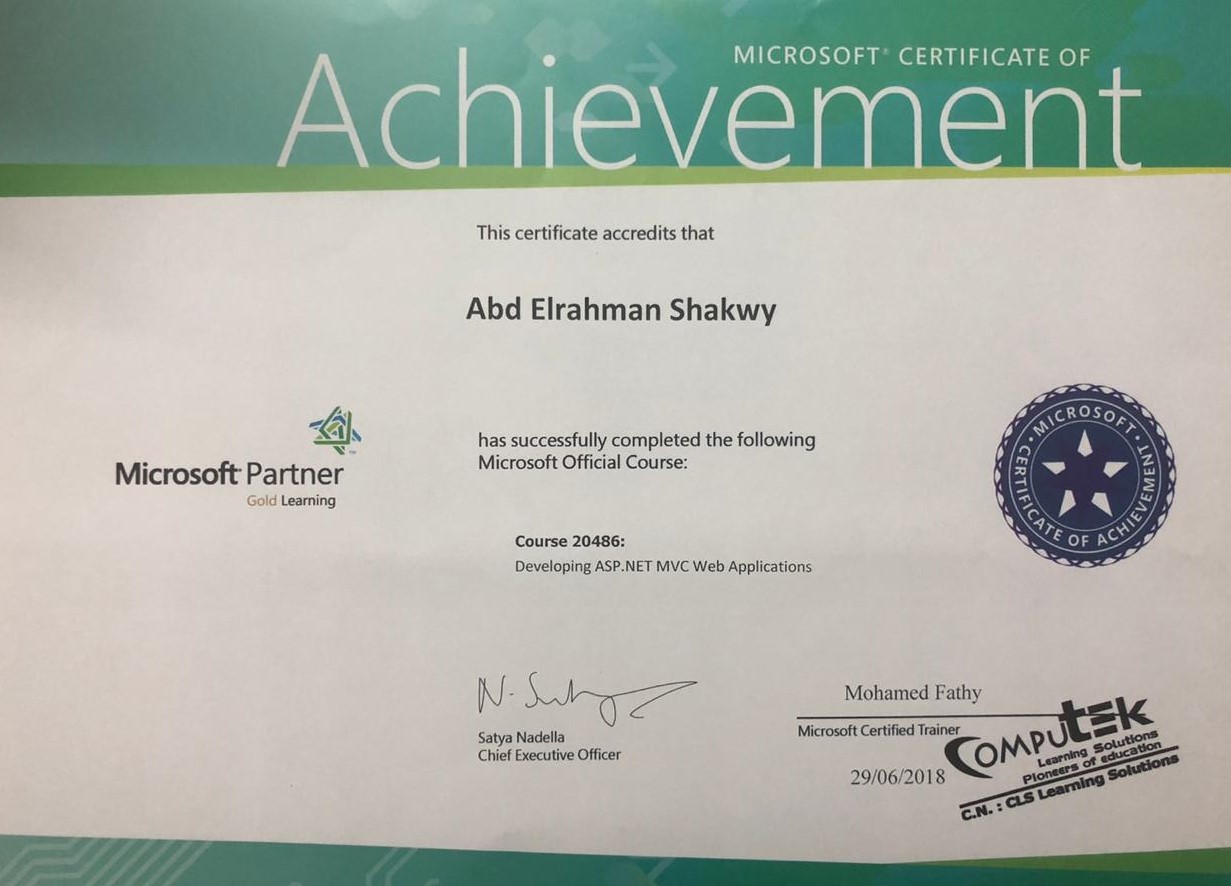 MICROSOFT® CERTIFICATE OF
Achievement
This certificate accredits that
Abd Elrahman Shakwy
Microsoft Partner
Gold Learning
has successfully completed the following
Microsoft Official Course:
MICROSOFT · CERTIFICATE OF ACHIEVEMENT ·
Course 20486:
Developing ASP.NET MVC Web Applications
Satya Nadella
Chief Executive Officer
Mohamed Fathy
Microsoft Certified Trainer
29/06/2018
COMPUtEK
Learning Solutions
Pioneers of education
C.N. : CLS Learning Solutions